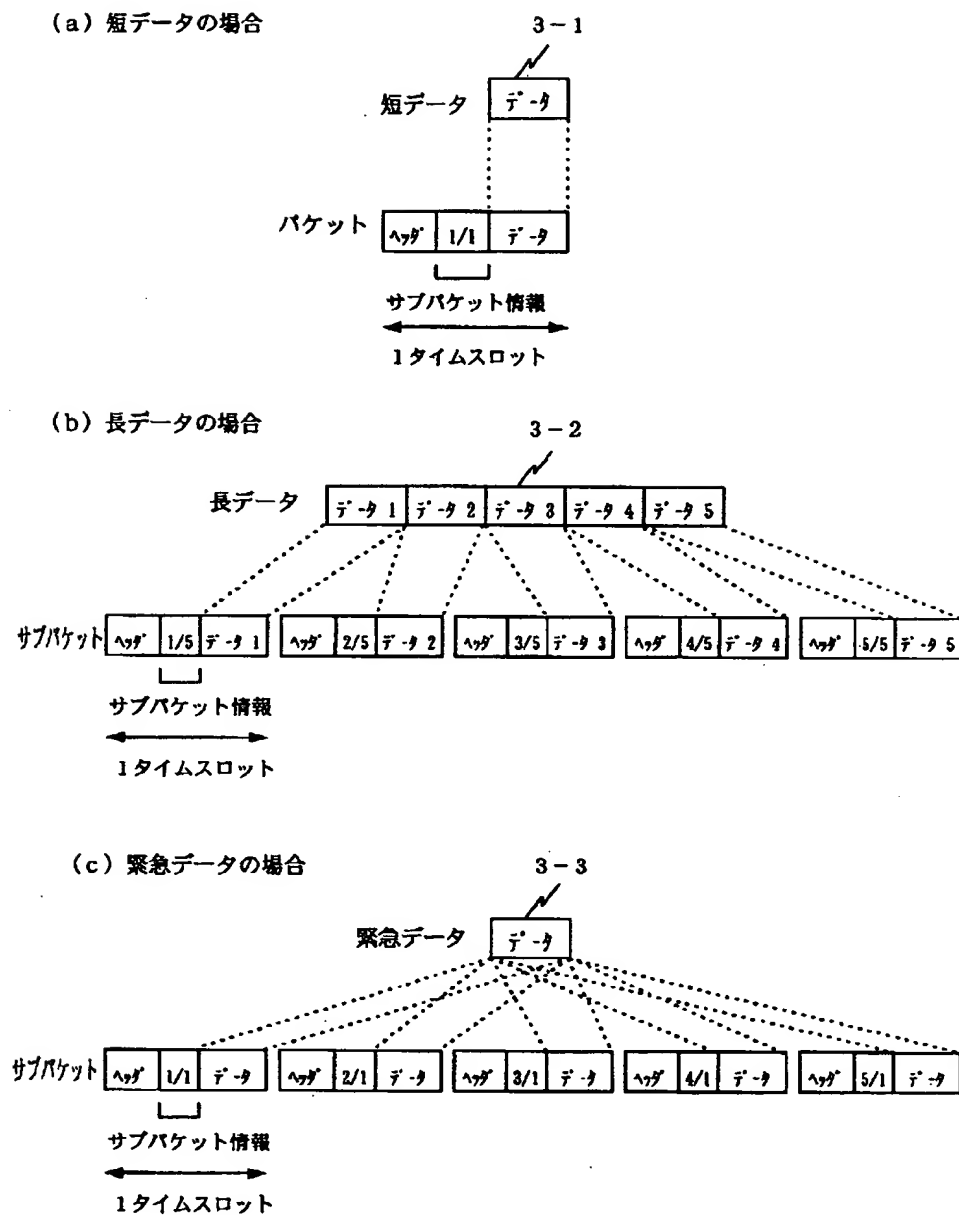 (a) 短データの場合
3-1
短データ
データ
パケット
ヘッダ 1/1 データ
サブパケット情報
1タイムスロット
(b) 長データの場合
3-2
長データ
データ1 データ2 データ3 データ4 データ5
サブパケット
ヘッダ 1/5 データ1 ヘッダ 2/5 データ2 ヘッダ 3/5 データ3 ヘッダ 4/5 データ4 ヘッダ 5/5 データ5
サブパケット情報
1タイムスロット
(c) 緊急データの場合
3-3
緊急データ
データ
サブパケット
ヘッダ 1/1 データ ヘッダ 2/1 データ ヘッダ 3/1 データ ヘッダ 4/1 データ ヘッダ 5/1 データ
サブパケット情報
1タイムスロット